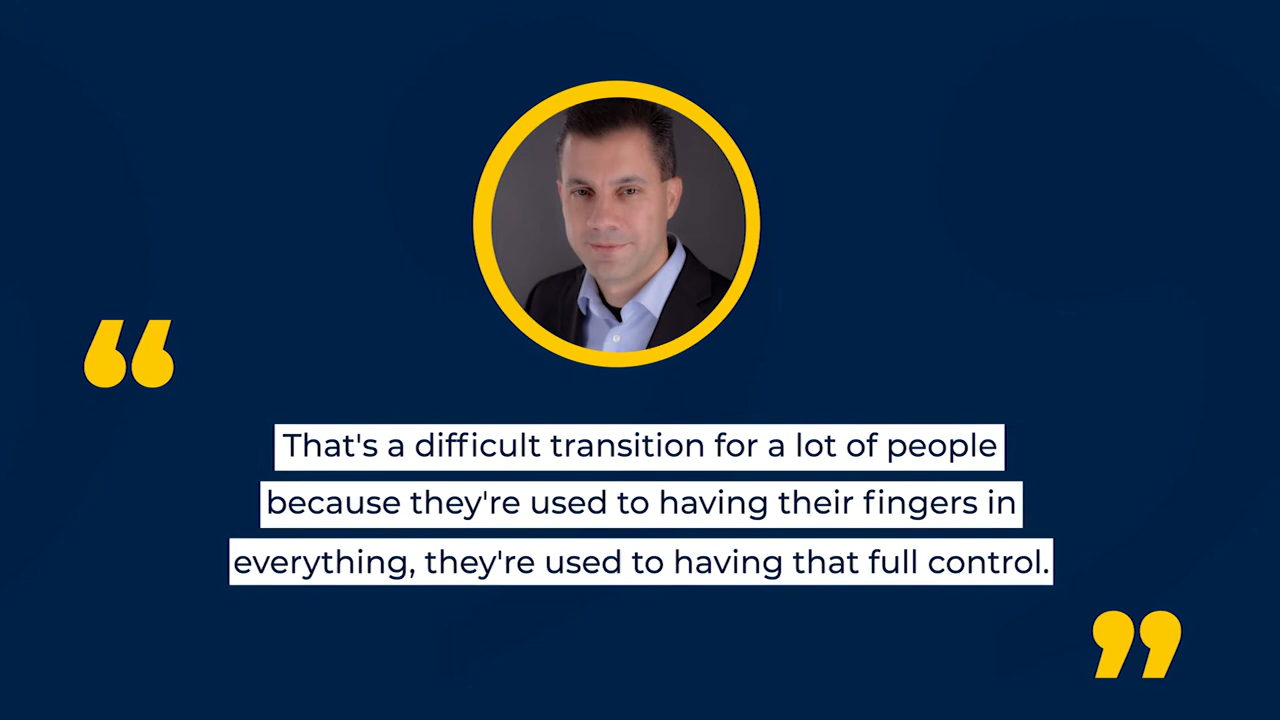 “
That's a difficult transition for a lot of people
because they're used to having their fingers in
everything, they're used to having that full control.
”